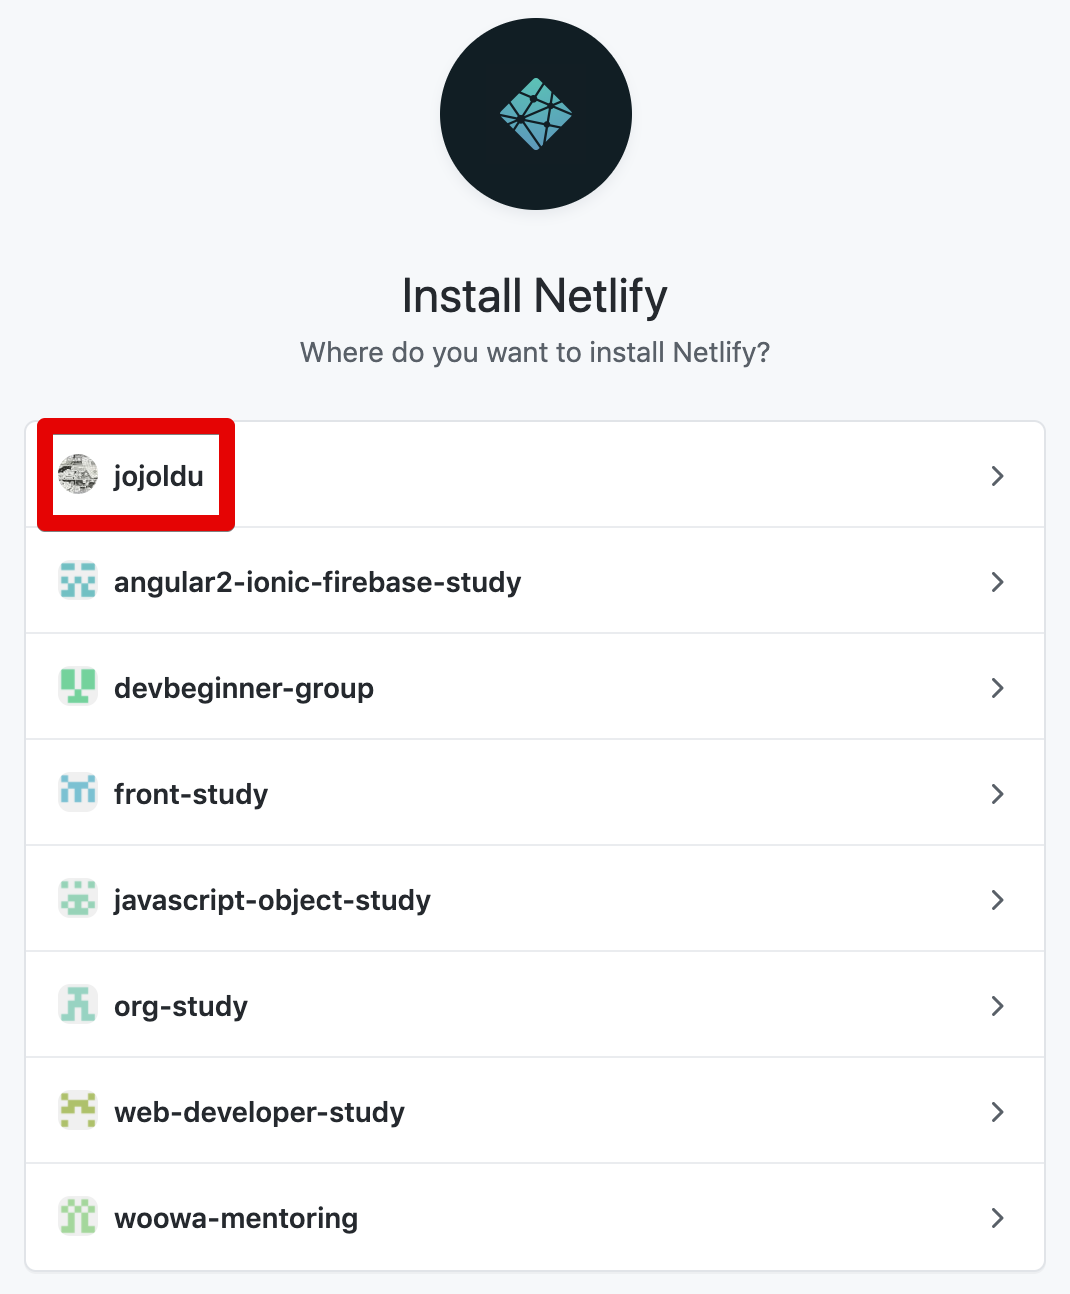 Install Netlify
Where do you want to install Netlify?
jojoldu
angular2-ionic-firebase-study
devbeginner-group
front-study
javascript-object-study
org-study
web-developer-study
woowa-mentoring